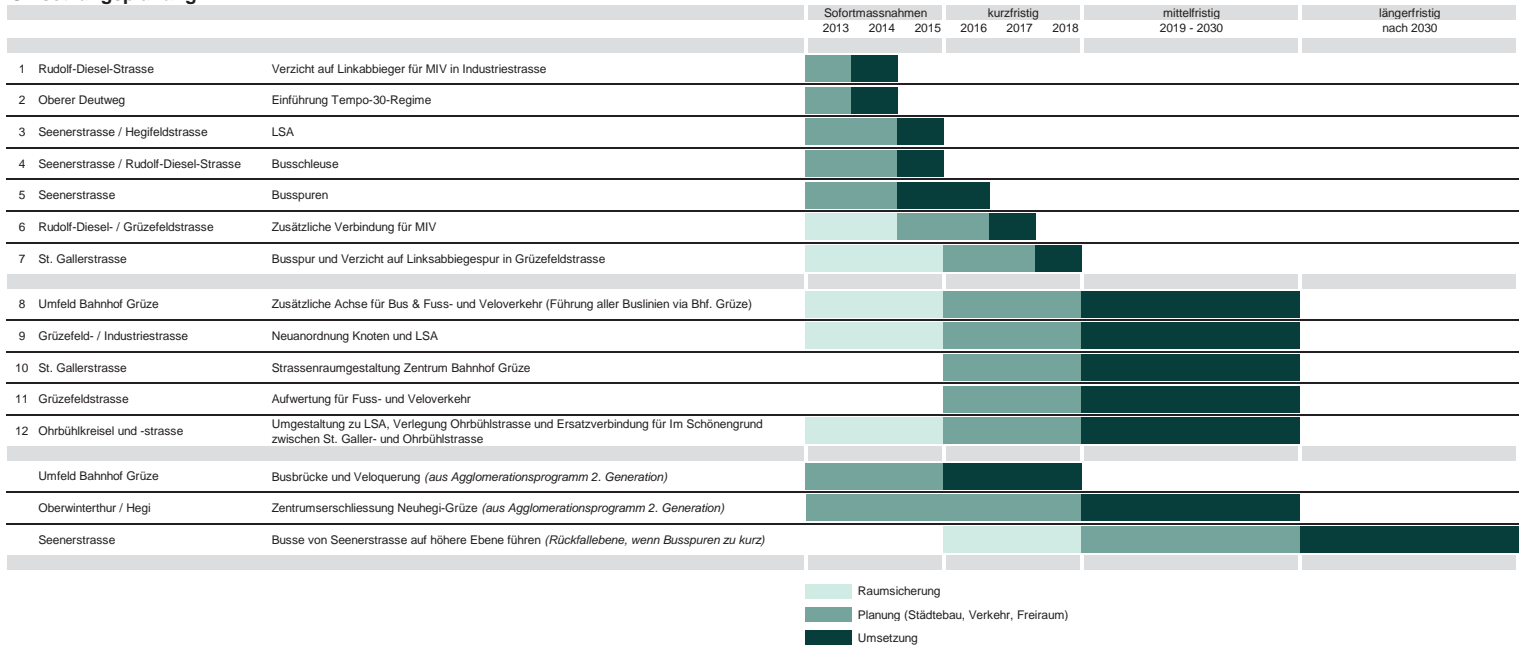 Sofortmassnahmen kurzfristig mittelfristig längerfristig
2013 2014 2015 2016 2017 2018 2019 - 2030 nach 2030
1 Rudolf-Diesel-Strasse Verzicht auf Linkabbieger für MIV in Industriestrasse
2 Oberer Deutweg Einführung Tempo-30-Regime
3 Seenerstrasse / Hegifeldstrasse LSA
4 Seenerstrasse / Rudolf-Diesel-Strasse Busschleuse
5 Seenerstrasse Busspuren
6 Rudolf-Diesel- / Grüzefeldstrasse Zusätzliche Verbindung für MIV
7 St. Gallerstrasse Busspur und Verzicht auf Linksabbiegespur in Grüzefeldstrasse
8 Umfeld Bahnhof Grüze Zusätzliche Achse für Bus & Fuss- und Veloverkehr (Führung aller Buslinien via Bhf. Grüze)
9 Grüzefeld- / Industriestrasse Neuanordnung Knoten und LSA
10 St. Gallerstrasse Strassenraumgestaltung Zentrum Bahnhof Grüze
11 Grüzefeldstrasse Aufwertung für Fuss- und Veloverkehr
12 Ohrbühlkreisel und -strasse Umgestaltung zu LSA, Verlegung Ohrbühlstrasse und Ersatzverbindung für Im Schönengrund
zwischen St. Galler- und Ohrbühlstrasse
Umfeld Bahnhof Grüze Busbrücke und Veloquerung (aus Agglomerationsprogramm 2. Generation)
Oberwinterthur / Hegi Zentrumserschliessung Neuhegi-Grüze (aus Agglomerationsprogramm 2. Generation)
Seenerstrasse Busse von Seenerstrasse auf höhere Ebene führen (Rückfallebene, wenn Busspuren zu kurz)
Raumsicherung
Planung (Städtebau, Verkehr, Freiraum)
Umsetzung